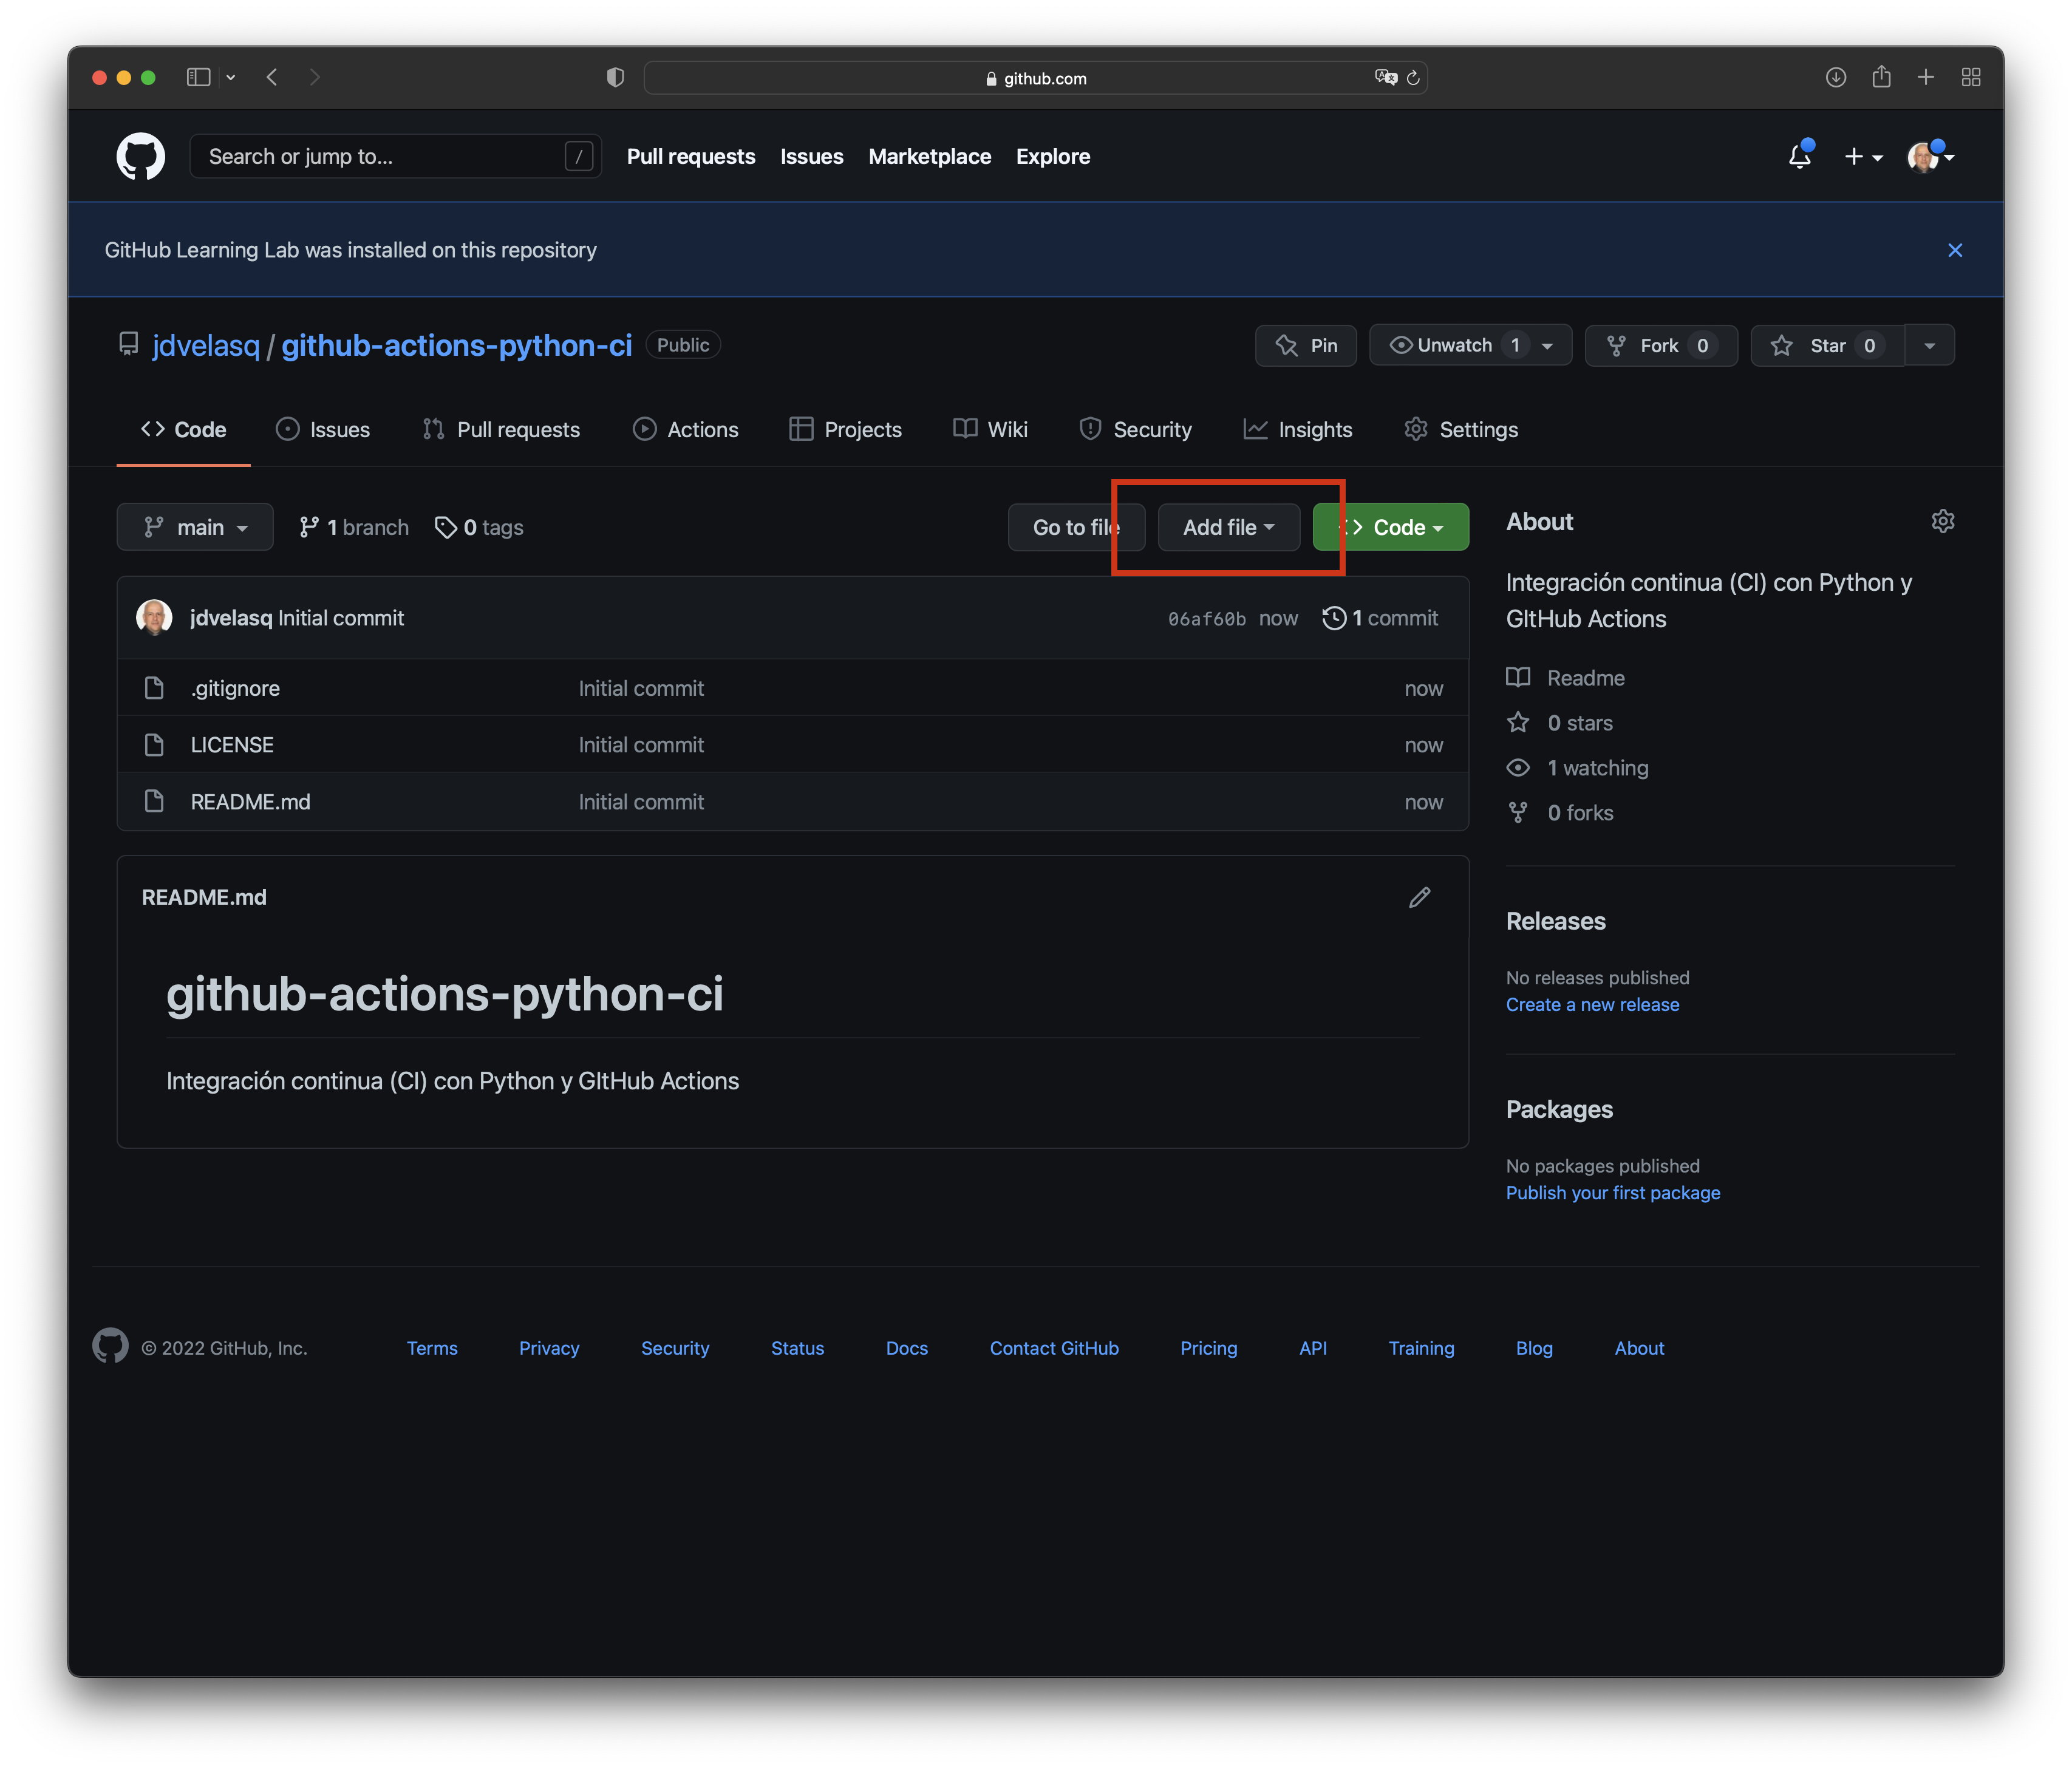 github.com
Search or jump to... /
Pull requests Issues Marketplace Explore
GitHub Learning Lab was installed on this repository
jdvelasq / github-actions-python-ci Public
Pin Unwatch 1 Fork 0 Star 0
Code Issues Pull requests Actions Projects Wiki Security Insights Settings
main 1 branch 0 tags
Go to file Add file Code
jdvelasq Initial commit 06af60b now 1 commit
.gitignore Initial commit now
LICENSE Initial commit now
README.md Initial commit now
README.md
github-actions-python-ci
Integración continua (CI) con Python y GItHub Actions
About
Integración continua (CI) con Python y
GItHub Actions
Readme
0 stars
1 watching
0 forks
Releases
No releases published
Create a new release
Packages
No packages published
Publish your first package
© 2022 GitHub, Inc. Terms Privacy Security Status Docs Contact GitHub Pricing API Training Blog About